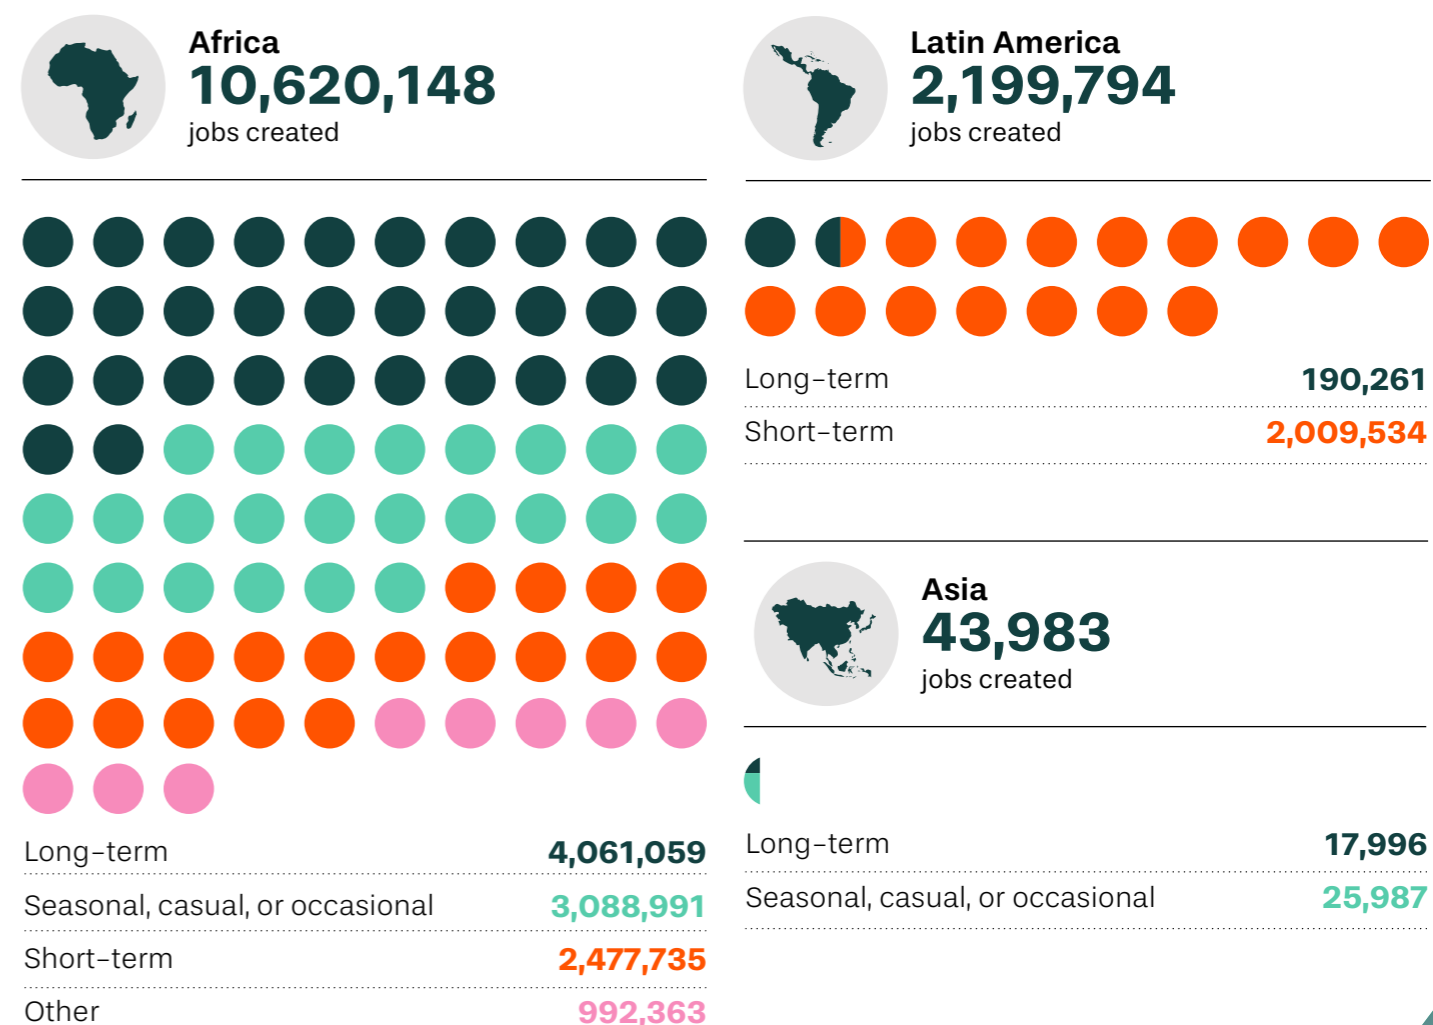 Africa
10,620,148
jobs created
Long-term 4,061,059
Seasonal, casual, or occasional 3,088,991
Short-term 2,477,735
Other 992,363
Latin America
2,199,794
jobs created
Long-term 190,261
Short-term 2,009,534
Asia
43,983
jobs created
Long-term 17,996
Seasonal, casual, or occasional 25,987